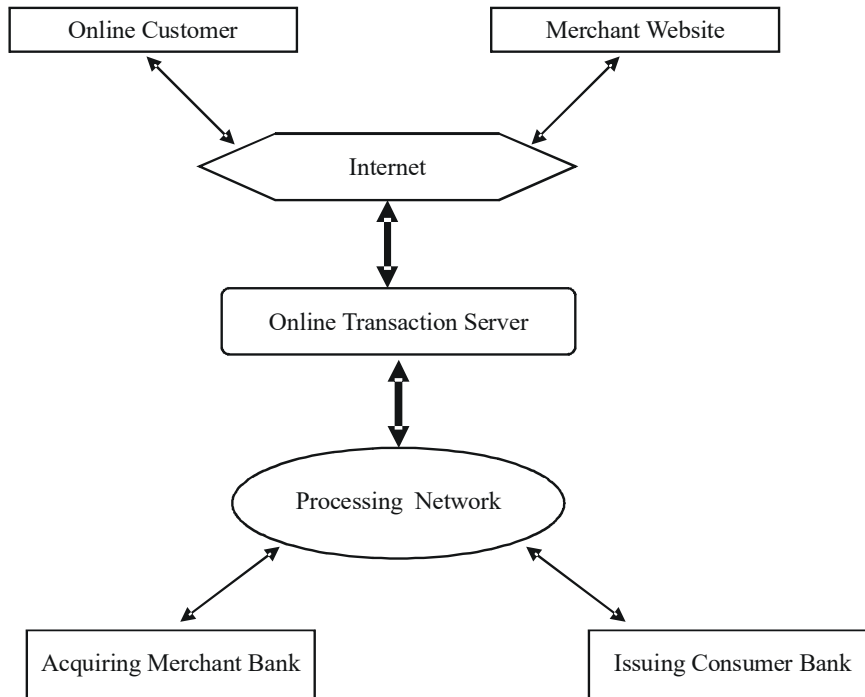 Online Customer
Merchant Website
Internet
Online Transaction Server
Processing Network
Acquiring Merchant Bank
Issuing Consumer Bank